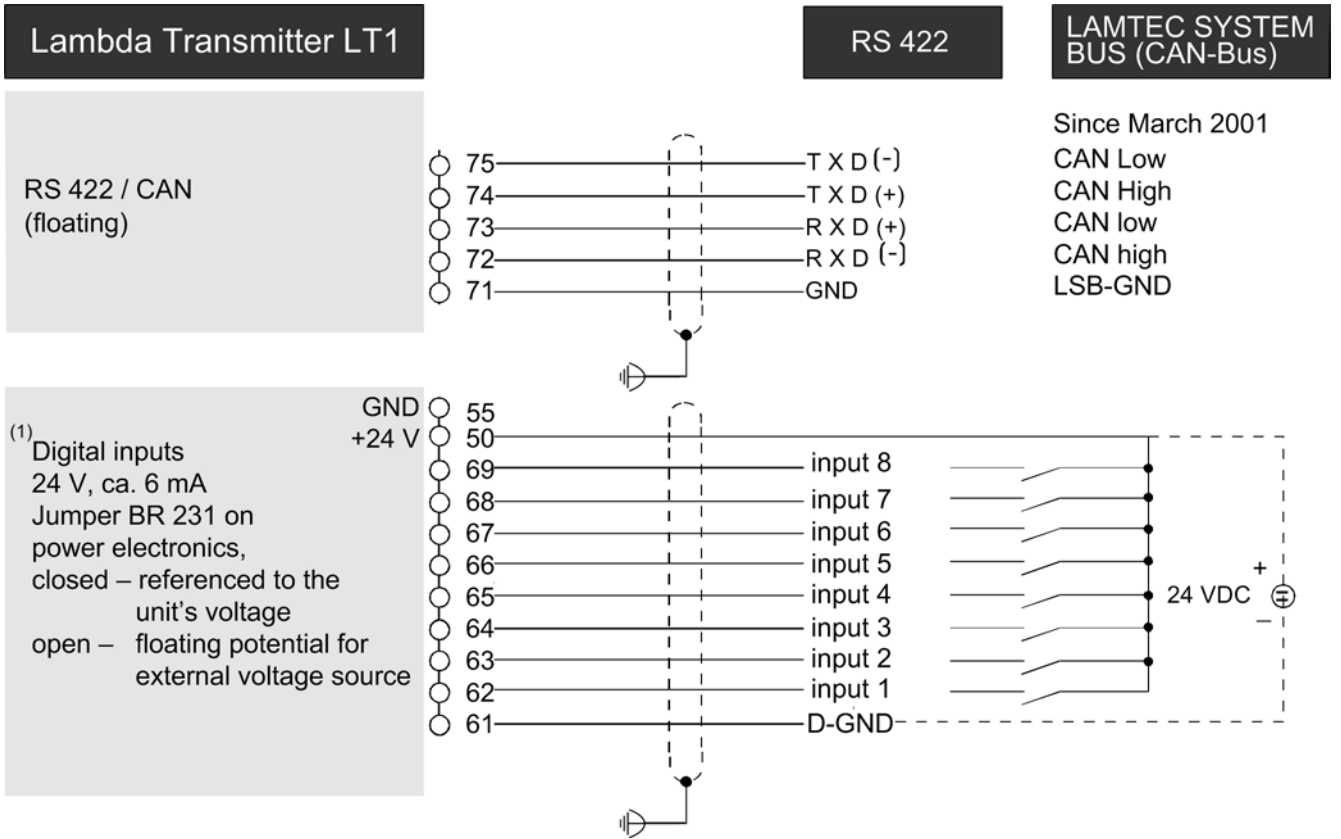 Lambda Transmitter LT1
RS 422
LAMTEC SYSTEM
BUS (CAN-Bus)
Since March 2001
RS 422 / CAN
(floating)
75 T X D (-) CAN Low
74 T X D (+) CAN High
73 R X D (+) CAN low
72 R X D (-) CAN high
71 GND LSB-GND
(1)
Digital inputs
24 V, ca. 6 mA
Jumper BR 231 on
power electronics,
closed – referenced to the
unit's voltage
open – floating potential for
external voltage source
GND 55
+24 V 50
69 input 8
68 input 7
67 input 6
66 input 5
65 input 4
64 input 3
63 input 2
62 input 1
61 D-GND
+
24 VDC
–